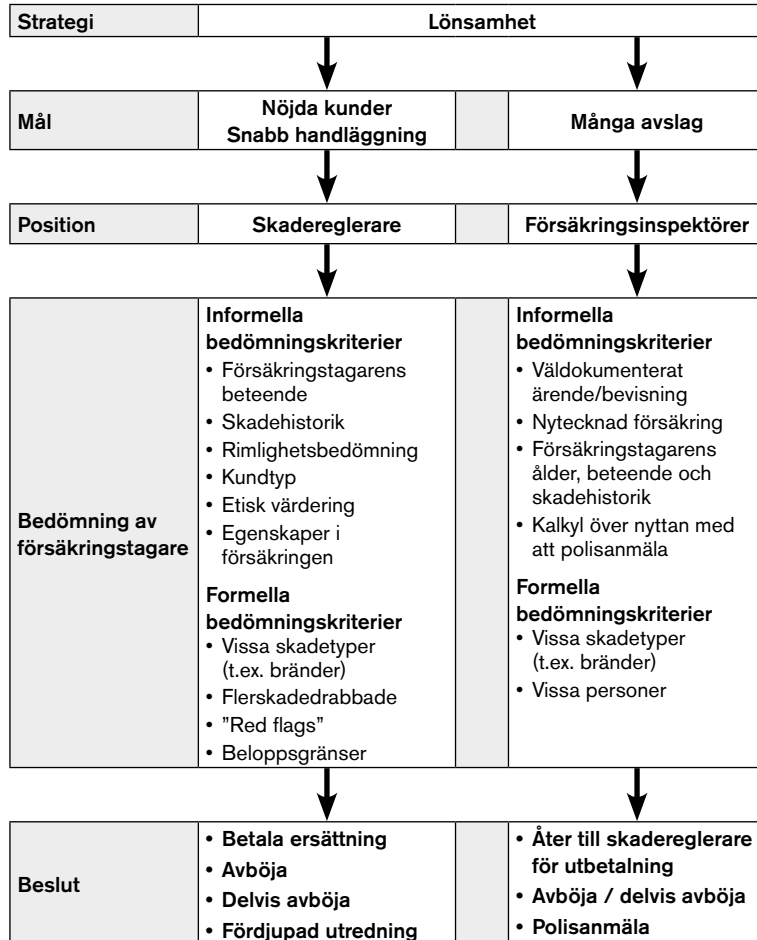 Strategi
Lönsamhet
Mål
Nöjda kunder
Snabb handläggning
Många avslag
Position
Skadereglerare
Försäkringsinspektörer
Bedömning av
försäkringstagare
Informella
bedömningskriterier
• Försäkringstagarens
beteende
• Skadehistorik
• Rimlighetsbedömning
• Kundtyp
• Etisk värdering
• Egenskaper i
försäkringen
Formella
bedömningskriterier
• Vissa skadetyper
(t.ex. bränder)
• Flerskadedrabbade
• ”Red flags”
• Beloppsgränser
Informella
bedömningskriterier
• Väldokumenterat
ärende/bevisning
• Nytecknad försäkring
• Försäkringstagarens
ålder, beteende och
skadehistorik
• Kalkyl över nyttan med
att polisanmäla
Formella
bedömningskriterier
• Vissa skadetyper
(t.ex. bränder)
• Vissa personer
Beslut
• Betala ersättning
• Avböja
• Delvis avböja
• Fördjupad utredning
• Åter till skadereglerare
för utbetalning
• Avböja / delvis avböja
• Polisanmäla